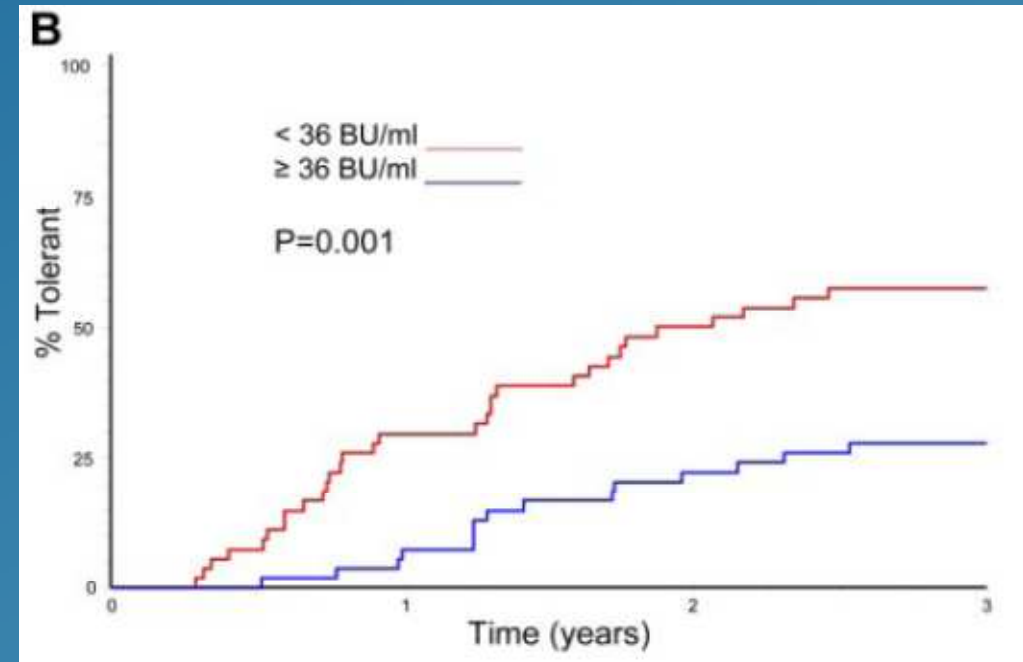 B
100
< 36 BU/ml
≥ 36 BU/ml
75
P=0.001
% Tolerant
50
25
0
0 1 2 3
Time (years)